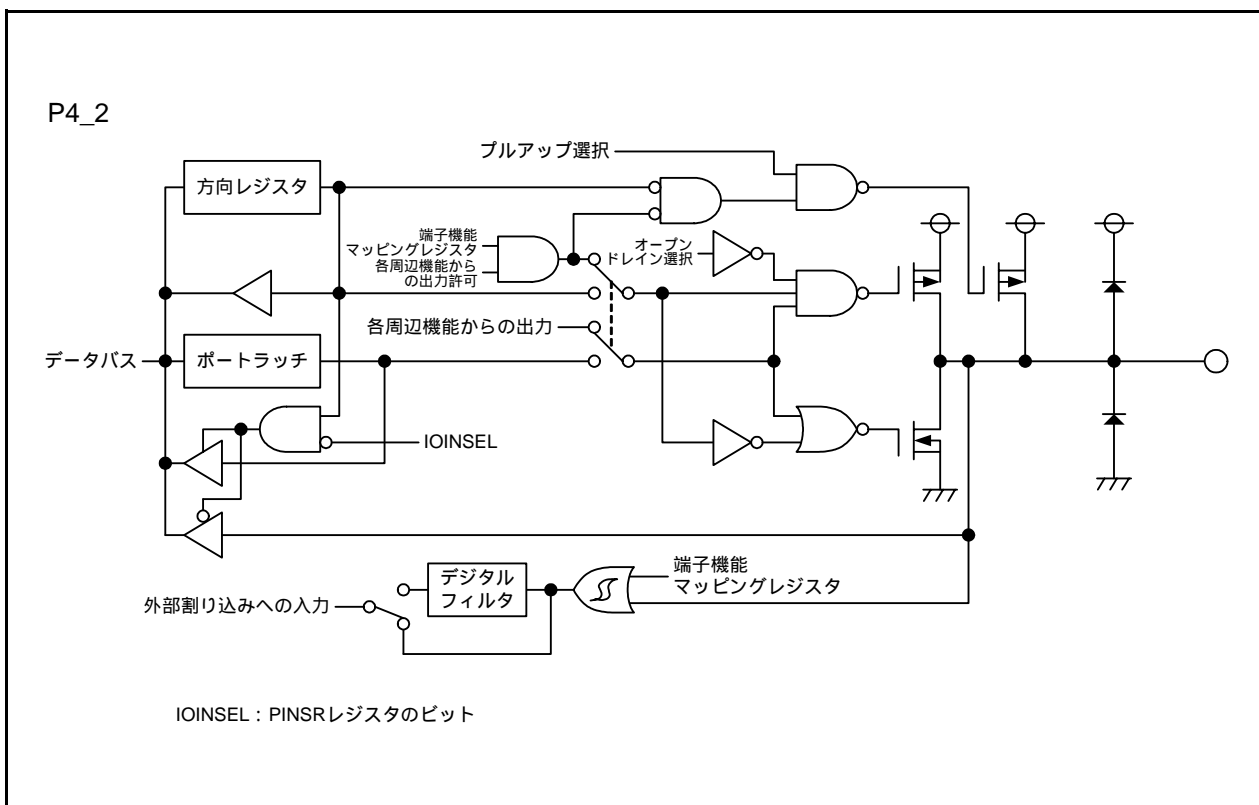 P4_2
プルアップ選択
方向レジスタ
端子機能
マッピングレジスタ
各周辺機能から
の出力許可
オープン
ドレイン選択
各周辺機能からの出力
データバス
ポートラッチ
IOINSEL
端子機能
マッピングレジスタ
デジタル
フィルタ
外部割り込みへの入力
IOINSEL：PINSRレジスタのビット